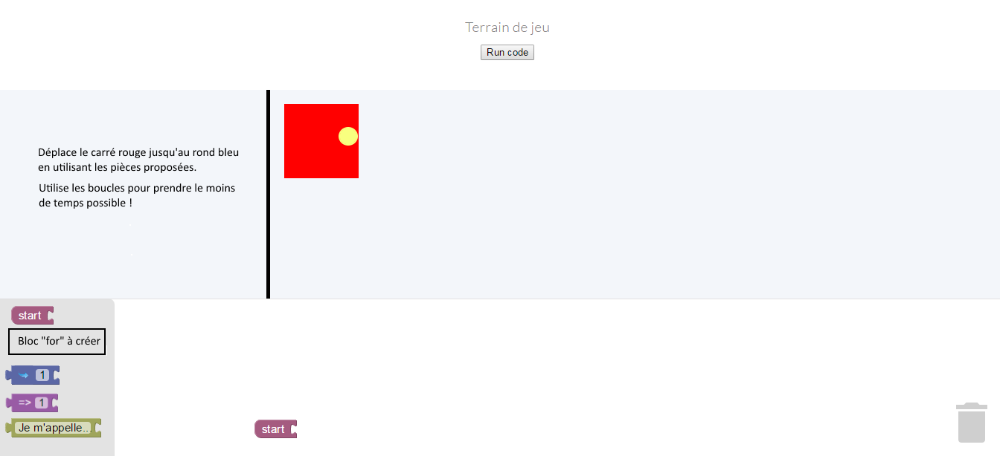 Terrain de jeu
Run code
Déplace le carré rouge jusqu'au rond bleu
en utilisant les pièces proposées.
Utilise les boucles pour prendre le moins
de temps possible !
start
Bloc "for" à créer
1
=> 1
Je m'appelle...
start